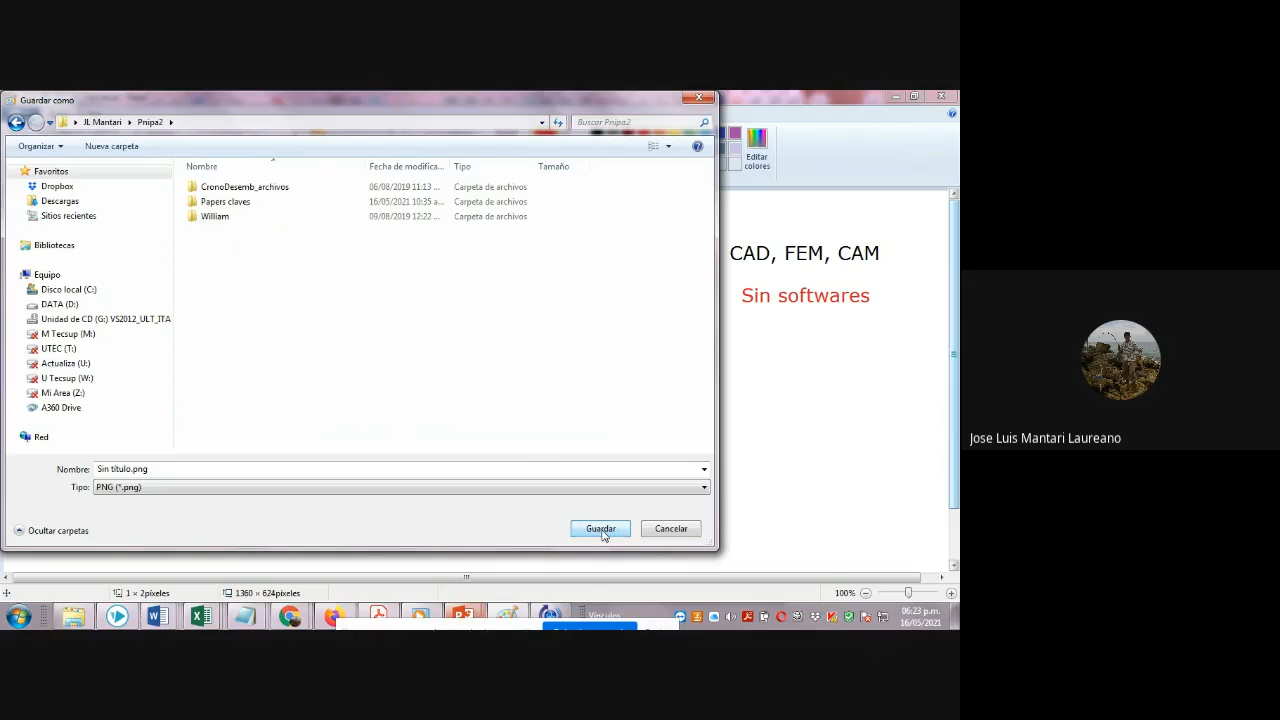 Guardar como
JL Mantari
Pnipa2
Buscar Pnipa2
Organizar
Nueva carpeta
Editar
colores
Nombre
Fecha de modifica...
Tipo
Tamaño
Favoritos
Dropbox
Descargas
Sitios recientes
Bibliotecas
Equipo
Disco local (C:)
DATA (D:)
Unidad de CD (G:) VS2012_ULT_ITA
M Tecsup (M:)
UTEC (T:)
Actualiza (U:)
U Tecsup (W:)
Mi Area (Z:)
A360 Drive
Red
CronoDesemb_archivos 06/08/2019 11:13 ... Carpeta de archivos
Papers claves 16/05/2021 10:35 a... Carpeta de archivos
William 09/08/2019 12:22 ... Carpeta de archivos
CAD, FEM, CAM
Sin softwares
Nombre: Sin título.png
Tipo: PNG (*.png)
Ocultar carpetas
Guardar
Cancelar
Jose Luis Mantari Laureano
1 × 2píxeles
1360 × 624píxeles
100%
Vínculos
06:23 p.m.
16/05/2021